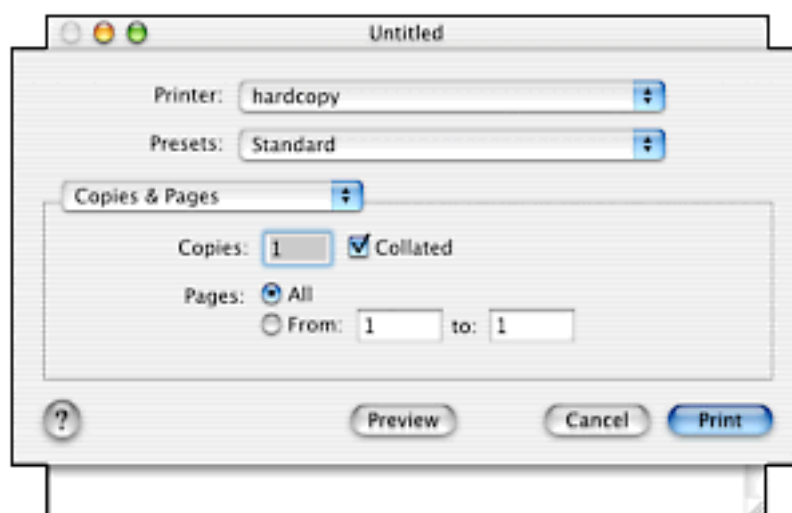 Untitled
Printer: hardcopy
Presets: Standard
Copies & Pages
Copies: 1 Collated
Pages: All
From: 1 to: 1
? Preview Cancel Print